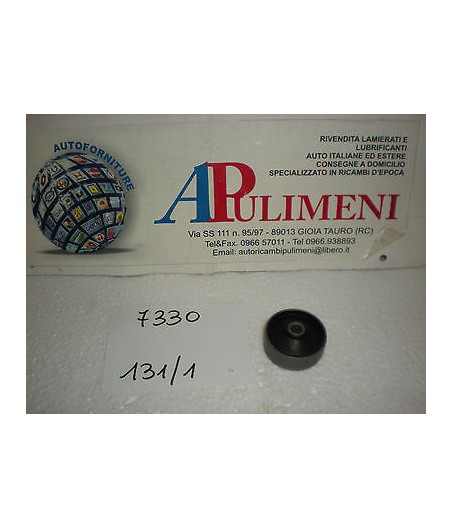 AUTOFORNITURE
RIVENDITA LAMIERATI E
LUBRIFICANTI
AUTO ITALIANE ED ESTERE
CONSEGNE A DOMICILIO
SPECIALIZZATO IN RICAMBI D'EPOCA
APULIMENI
Via SS 111 n. 95/97 - 89013 GIOIA TAURO (RC)
Tel&Fax. 0966 57011 - Tel 0966.938893
Email: autoricambipulimeni@libero.it
7330
131/1